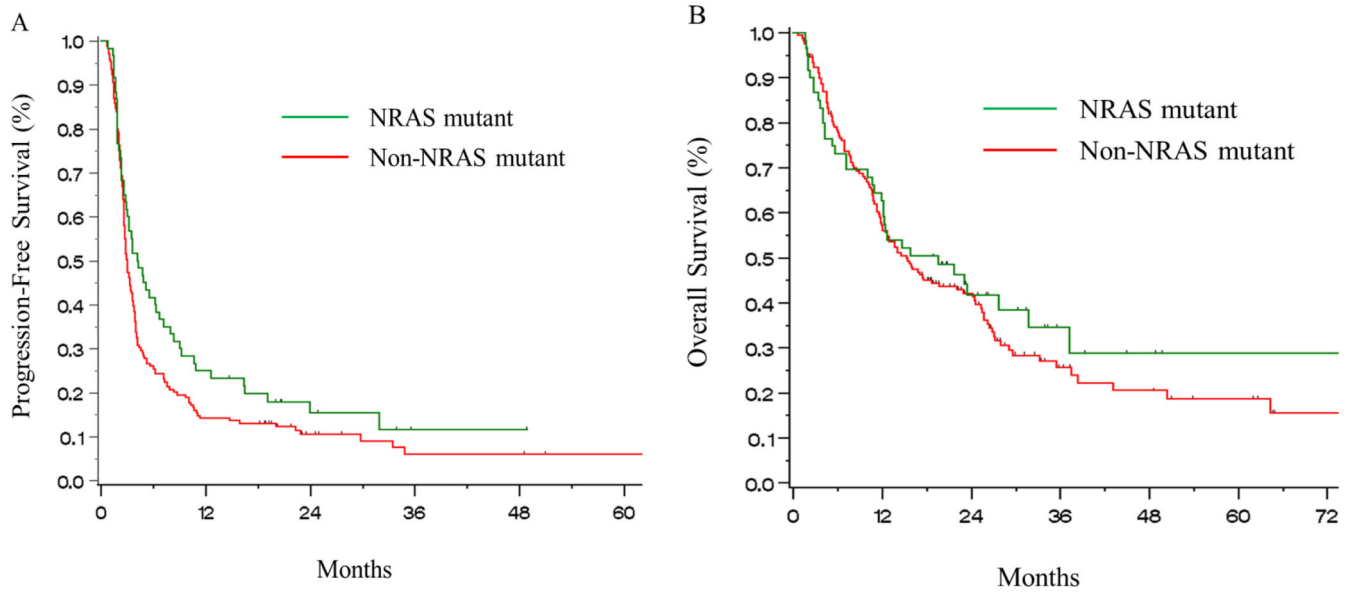 A
Progression-Free Survival (%)
1.0
0.9
0.8
0.7
0.6
0.5
0.4
0.3
0.2
0.1
0.0
NRAS mutant
Non-NRAS mutant
0 12 24 36 48 60
Months
B
Overall Survival (%)
1.0
0.9
0.8
0.7
0.6
0.5
0.4
0.3
0.2
0.1
0.0
NRAS mutant
Non-NRAS mutant
0 12 24 36 48 60 72
Months